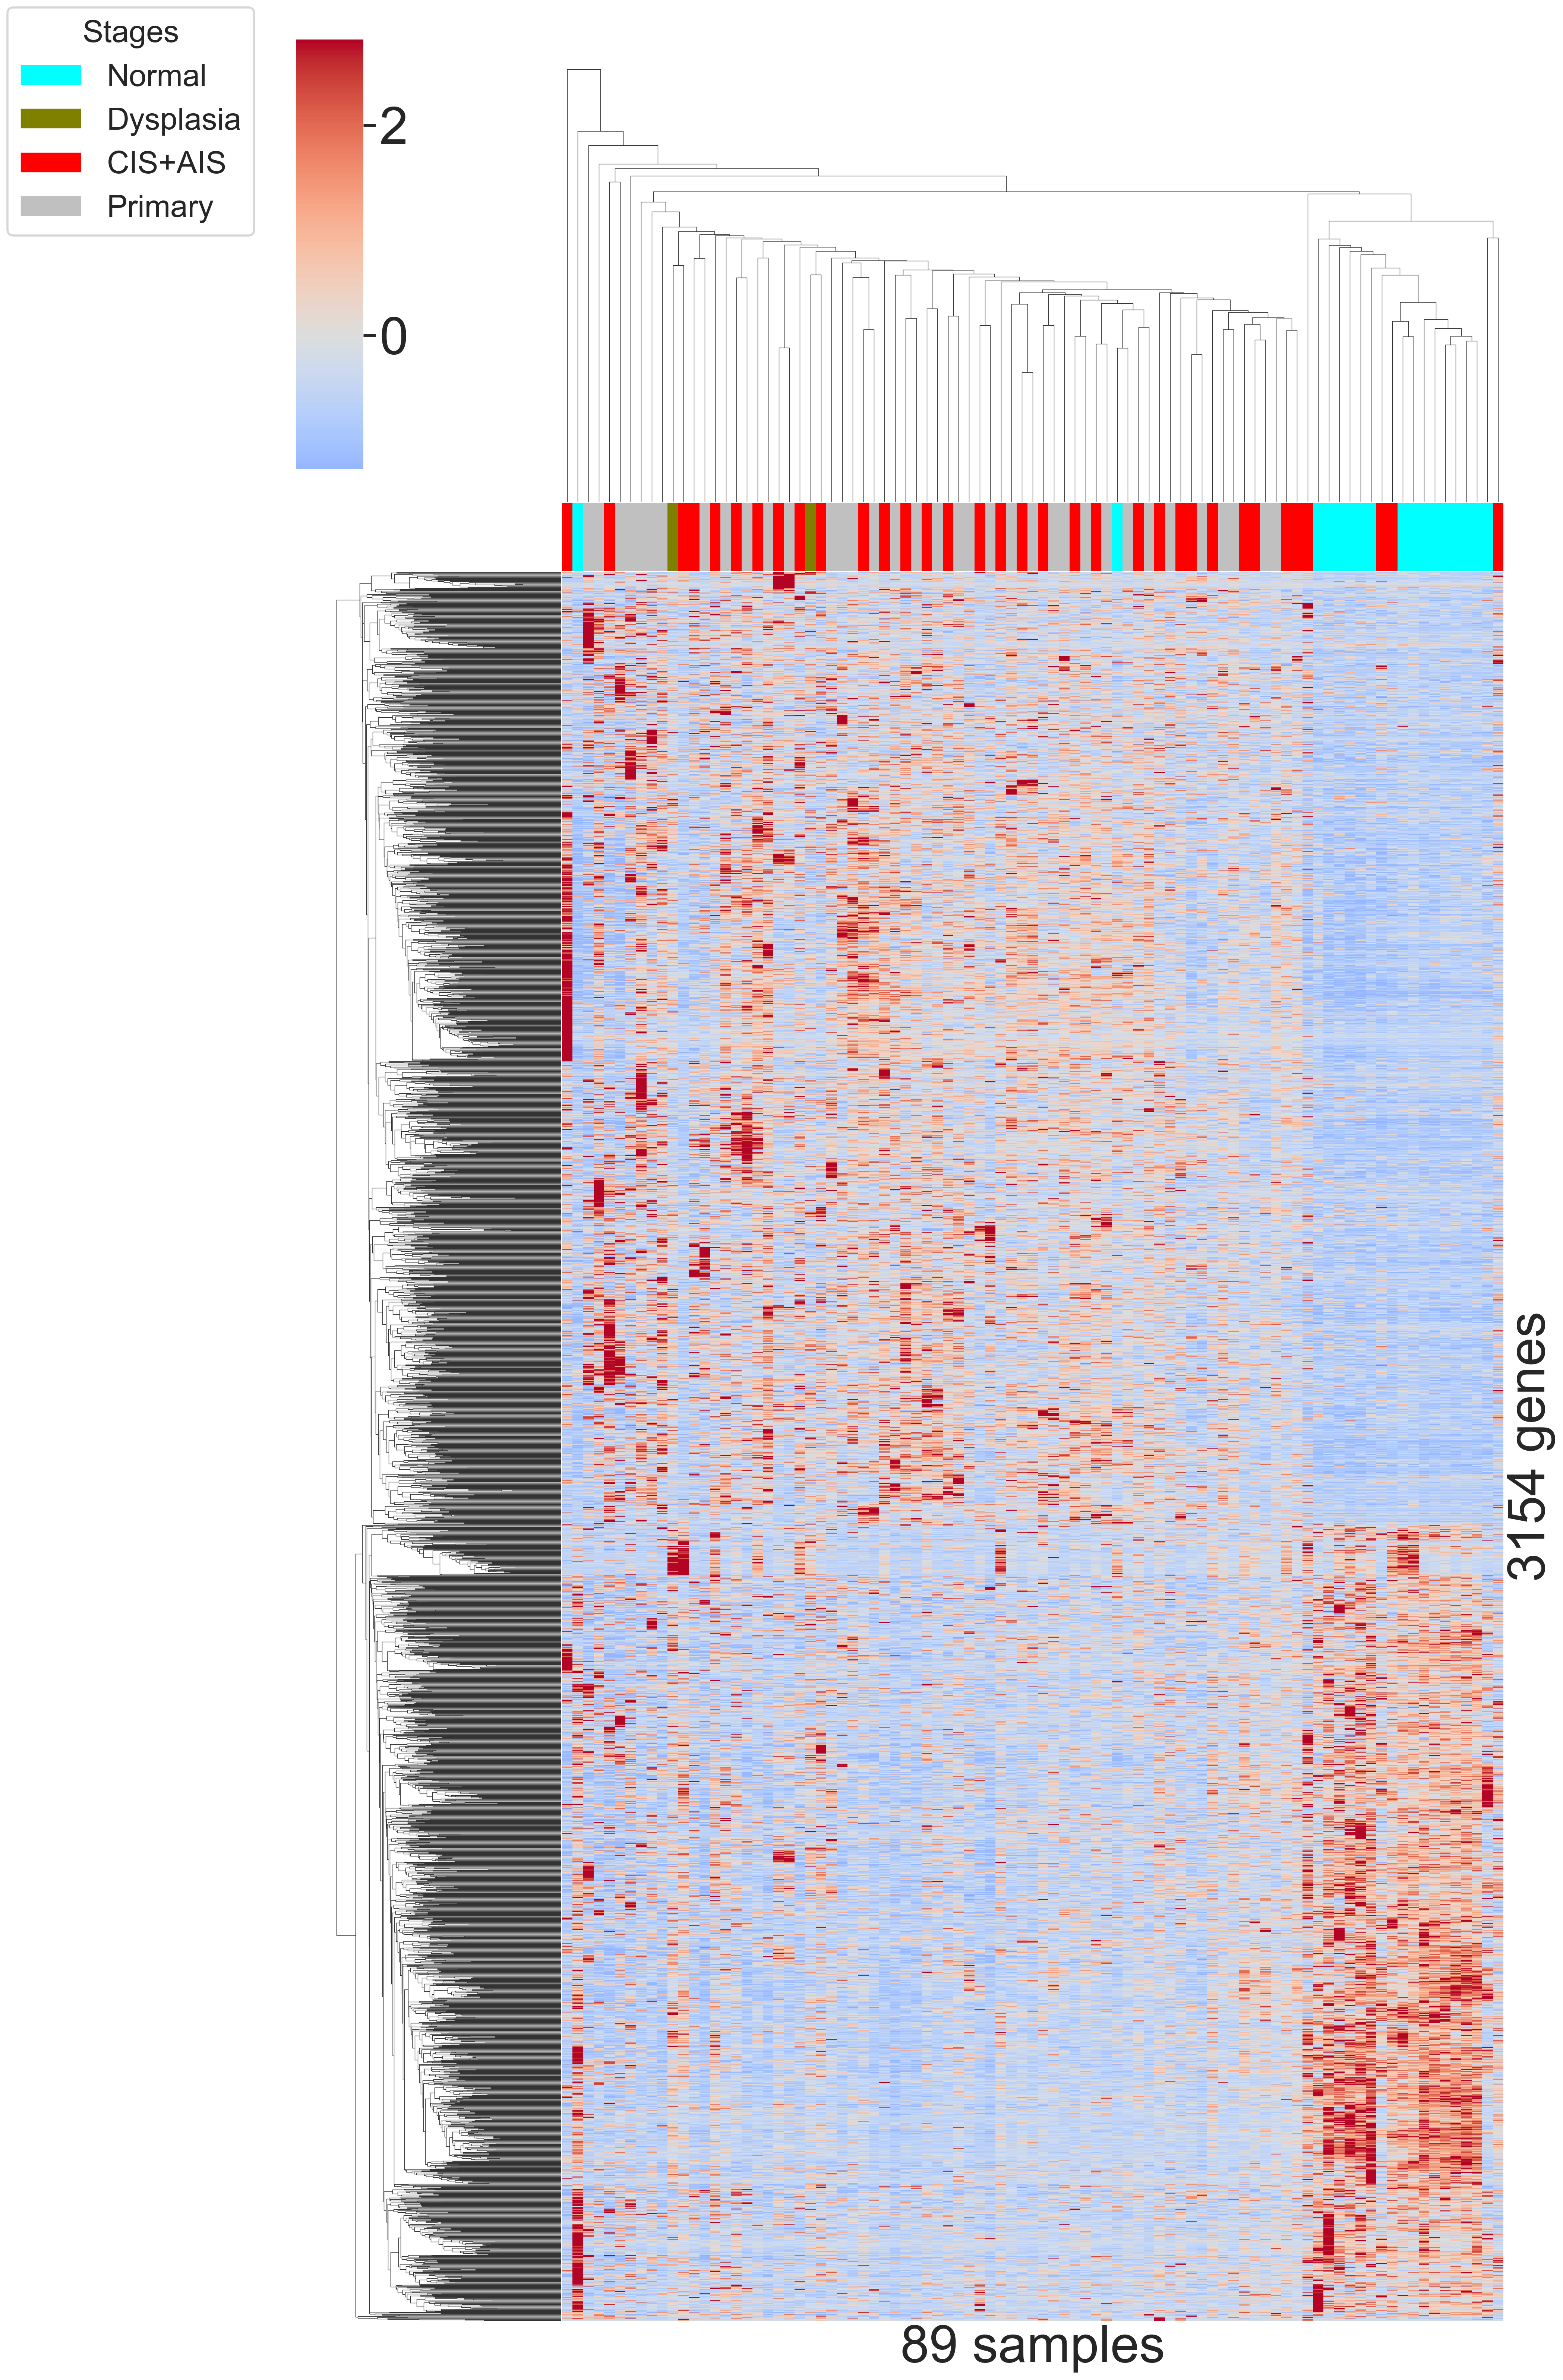 Stages
Normal
Dysplasia
CIS+AIS
Primary
2
0
3154 genes
89 samples